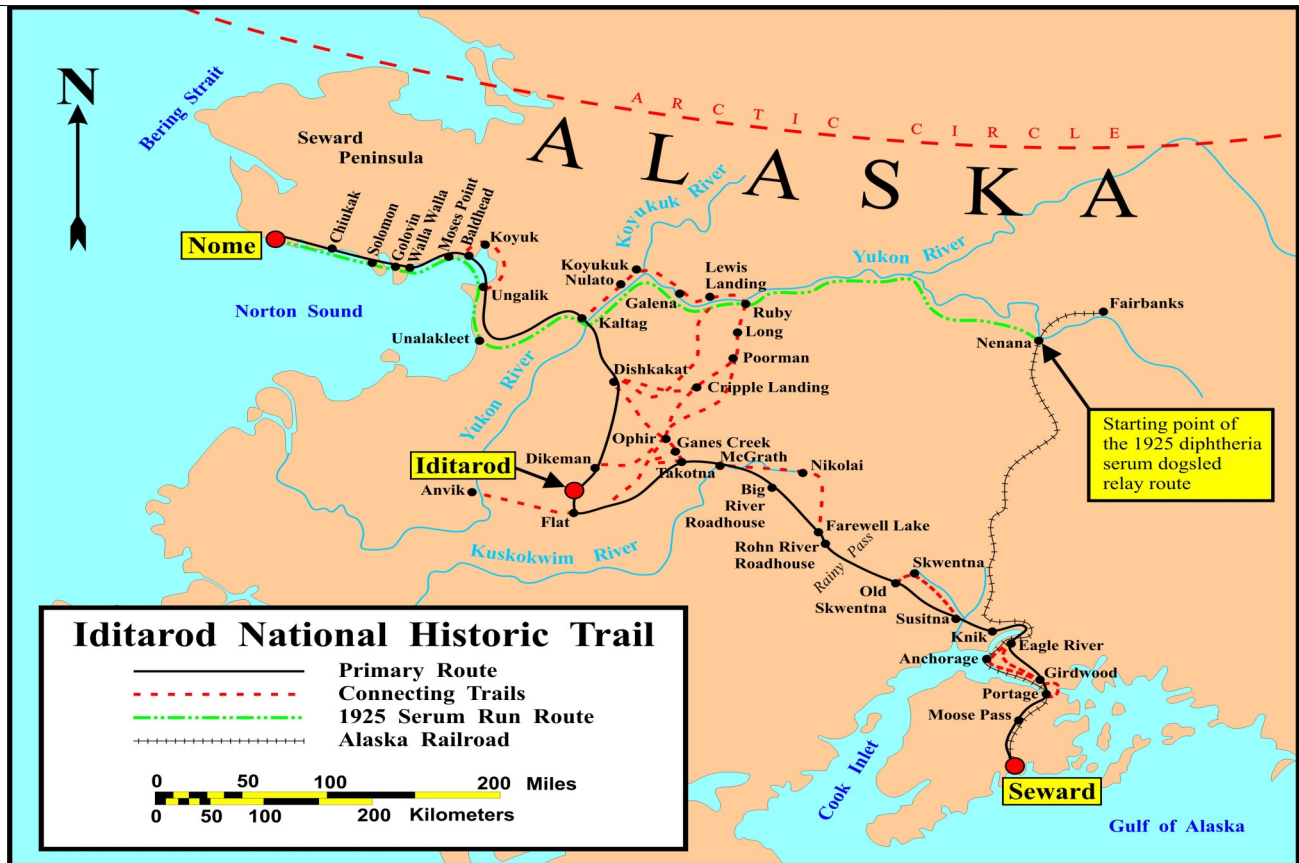 ARCTIC CIRCLE
ALASKA
N
Bering Strait
Seward
Peninsula
Koyukuk River
Chiukak
Solomon
Golovin
Walla Walla
Moses Point
Baldhead
Koyuk
Nome
Koyukuk
Nulato
Lewis
Landing
Yukon River
Norton Sound
Ungalik
Galena
Ruby
Fairbanks
Kaltag
Unalakleet
Long
Nenana
Poorman
Dishkakat
Cripple Landing
Yukon River
Starting point of
the 1925 diphtheria
serum dogsled
relay route
Ophir
Ganes Creek
McGrath
Dikeman
Takotna
Nikolai
Iditarod
Anvik
Big
River
Roadhouse
Flat
Farewell Lake
Kuskokwim River
Rohn River
Roadhouse
Rainy Pass
Skwentna
Old
Skwentna
Susitna
Knik
Eagle River
Anchorage
Girdwood
Portage
Moose Pass
Cook Inlet
Seward
Gulf of Alaska
Iditarod National Historic Trail
Primary Route
Connecting Trails
1925 Serum Run Route
Alaska Railroad
0 50 100 200 Miles
0 50 100 200 Kilometers